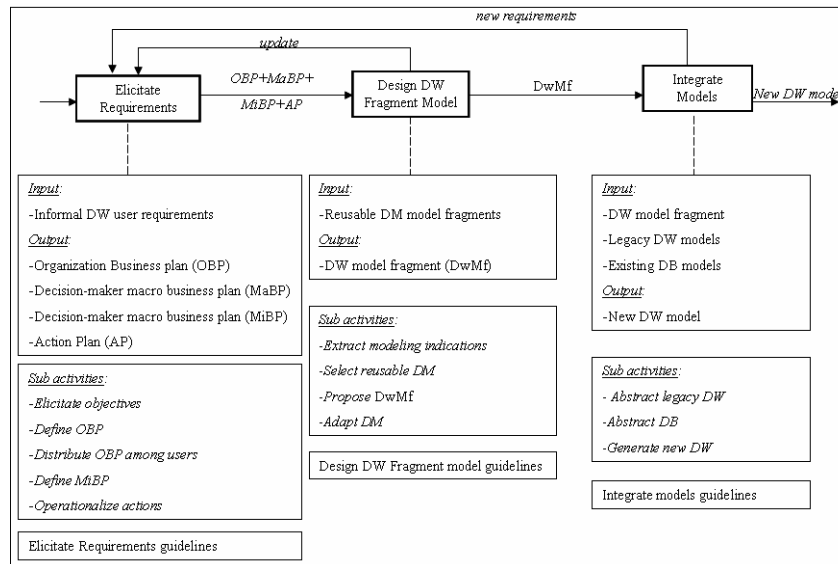 new requirements
update
Elicitate
Requirements
OBP+MaBP+
MiBP+AP
Design DW
Fragment Model
DwMf
Integrate
Models
New DW mode
Input:
-Informal DW user requirements
Output:
-Organization Business plan (OBP)
-Decision-maker macro business plan (MaBP)
-Decision-maker macro business plan (MiBP)
-Action Plan (AP)
Sub activities:
-Elicitate objectives
-Define OBP
-Distribute OBP among users
-Define MiBP
-Operationalize actions
Elicitate Requirements guidelines
Input:
-Reusable DM model fragments
Output:
-DW model fragment (DwMf)
Sub activities:
-Extract modeling indications
-Select reusable DM
-Propose DwMf
-Adapt DM
Design DW Fragment model guidelines
Input:
-DW model fragment
-Legacy DW models
-Existing DB models
Output:
-New DW model
Sub activities:
- Abstract legacy DW
-Abstract DB
-Generate new DW
Integrate models guidelines